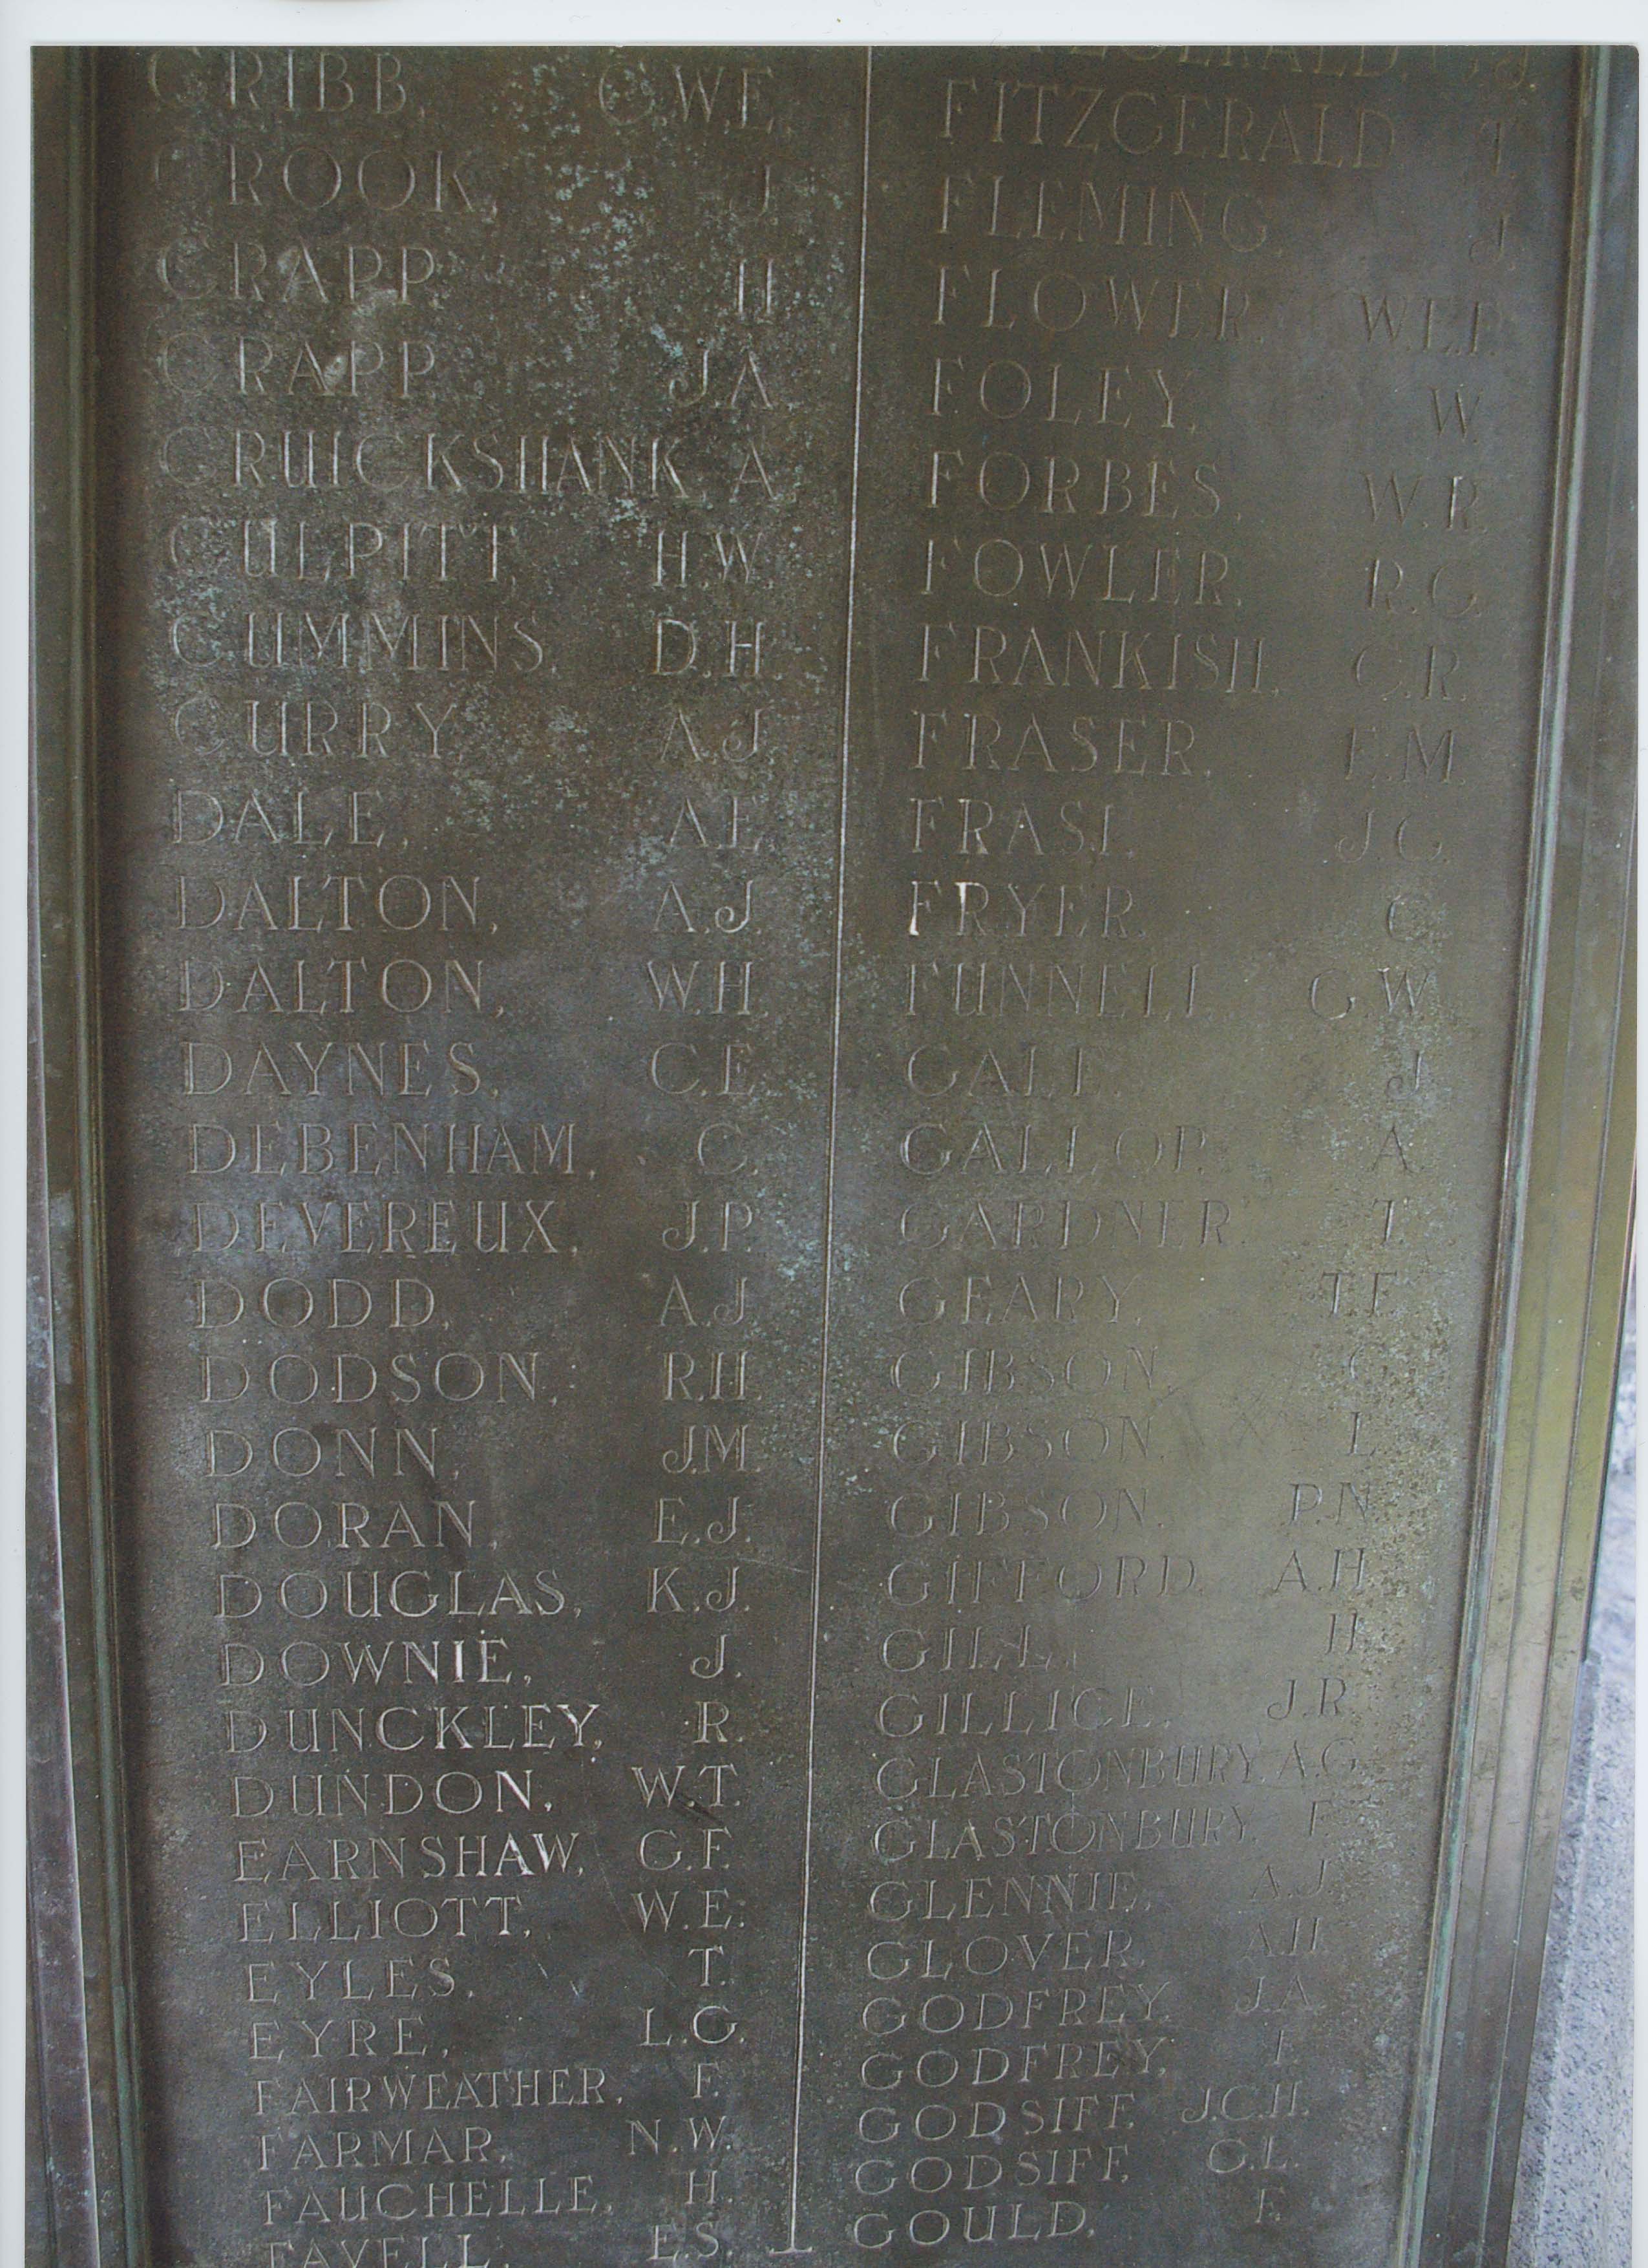 CRIBB, C.W.E.
CROOK, J.
CRAPP H
CRAPP J.A
CRUICKSHANK, A.
CULPITT, H.W.
CUMMINS, D.H.
CURRY A.J
DALE, A.E.
DALTON, A.J.
DALTON, W.H.
DAYNES, C.E.
DEBENHAM, C.
DEVEREUX, J.P.
DODD, A.J
DODSON, R.H.
DONN, J.M.
DORAN, E.J.
DOUGLAS, K.J.
DOWNIE, J.
DUNCKLEY, R.
DUNDON, W.T.
EARNSHAW, G.F.
ELLIOTT, W.E.
EYLES, T.
EYRE, L.G.
FAIRWEATHER, F.
FARMAR, N.W.
FAUCHELLE, H.
FAVELL, E.S.
FITZGERALD T.
FLEMING, J.
FLOWER,
FOLEY, W.
FORBES, W.R.
FOWLER, R.G.
FRANKISH, C.R.
FRASER, E.M.
J.G.
FRYER, C.
FUNNELL G.W.
GALE J.
GALLOP, A.
GARDNER T.
GEARY, T.F.
GIBSON, G.
GIBSON, L.
GIBSON, P.N.
GIFFORD, A.H.
GILL, H.
GILLICE, J.R.
GLASTONBURY, A.G.
GLASTONBURY, F.
GLENNIE, A.J.
GLOVER, A.H.
GODFREY, J.A.
GODFREY,
GODSIFF, J.C.H.
GODSIFF, G.L.
GOULD, F.